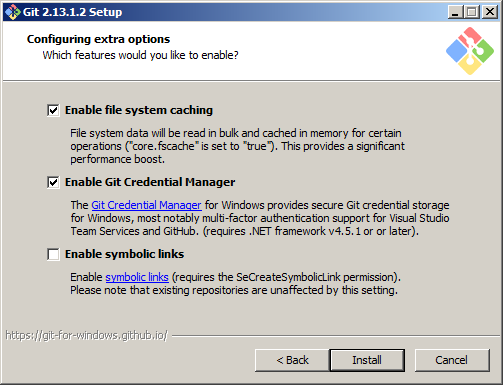 Git 2.13.1.2 Setup
Configuring extra options
Which features would you like to enable?
Enable file system caching
File system data will be read in bulk and cached in memory for certain
operations ("core.fscache" is set to "true"). This provides a significant
performance boost.
Enable Git Credential Manager
The Git Credential Manager for Windows provides secure Git credential storage
for Windows, most notably multi-factor authentication support for Visual Studio
Team Services and GitHub. (requires .NET framework v4.5.1 or or later).
Enable symbolic links
Enable symbolic links (requires the SeCreateSymbolicLink permission).
Please note that existing repositories are unaffected by this setting.
https://git-for-windows.github.io/
< Back Install Cancel